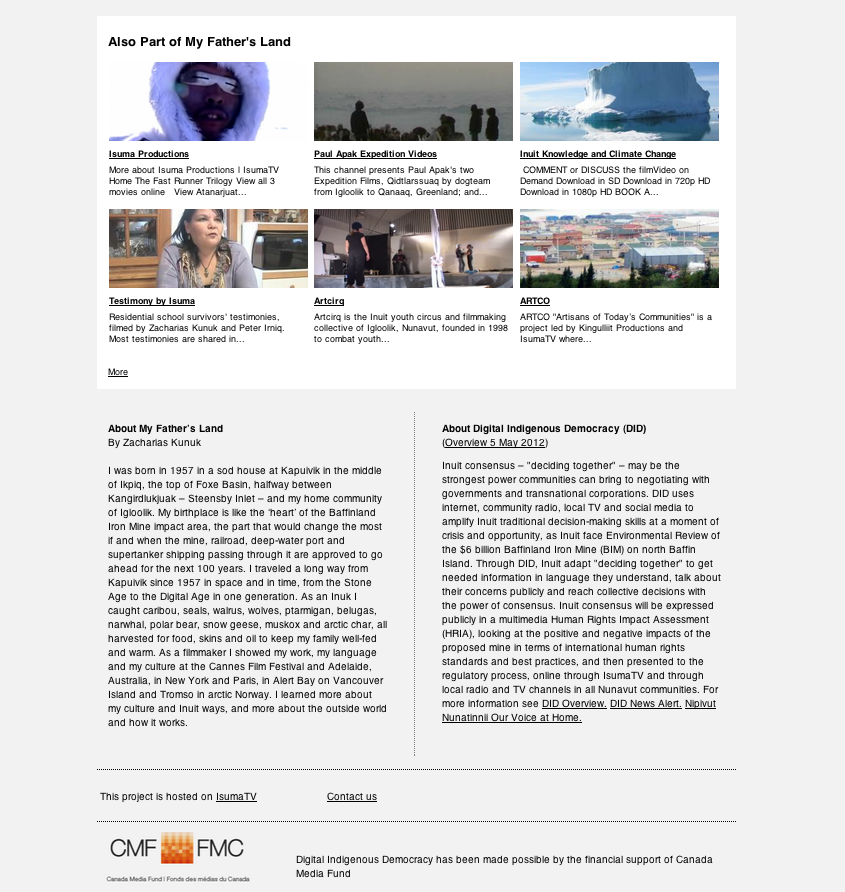 Also Part of My Father's Land
Isuma Productions
More about Isuma Productions | IsumaTV
Home The Fast Runner Trilogy View all 3
movies online View Atanarjuat...
Paul Apak Expedition Videos
This channel presents Paul Apak's two
Expedition Films, Qidtlarssuaq by dogteam
from Igloolik to Qanaaq, Greenland; and...
Inuit Knowledge and Climate Change
COMMENT or DISCUSS the filmVideo on
Demand Download in SD Download in 720p HD
Download in 1080p HD BOOK A...
Testimony by Isuma
Residential school survivors' testimonies,
filmed by Zacharias Kunuk and Peter Irniq.
Most testimonies are shared in...
Artcirq
Artcirq is the Inuit youth circus and filmmaking
collective of Igloolik, Nunavut, founded in 1998
to combat youth...
ARTCO
ARTCO "Artisans of Today's Communities" is a
project led by Kingulliit Productions and
IsumaTV where...
More
About My Father's Land
By Zacharias Kunuk
I was born in 1957 in a sod house at Kapuivik in the middle
of Ikpiq, the top of Foxe Basin, halfway between
Kangirdlukjuak – Steensby Inlet – and my home community
of Igloolik. My birthplace is like the 'heart' of the Baffinland
Iron Mine impact area, the part that would change the most
if and when the mine, railroad, deep-water port and
supertanker shipping passing through it are approved to go
ahead for the next 100 years. I traveled a long way from
Kapuivik since 1957 in space and in time, from the Stone
Age to the Digital Age in one generation. As an Inuk I
caught caribou, seals, walrus, wolves, ptarmigan, belugas,
narwhal, polar bear, snow geese, muskox and arctic char, all
harvested for food, skins and oil to keep my family well-fed
and warm. As a filmmaker I showed my work, my language
and my culture at the Cannes Film Festival and Adelaide,
Australia, in New York and Paris, in Alert Bay on Vancouver
Island and Tromso in arctic Norway. I learned more about
my culture and Inuit ways, and more about the outside world
and how it works.
About Digital Indigenous Democracy (DID)
(Overview 5 May 2012)
Inuit consensus – "deciding together" – may be the
strongest power communities can bring to negotiating with
governments and transnational corporations. DID uses
internet, community radio, local TV and social media to
amplify Inuit traditional decision-making skills at a moment of
crisis and opportunity, as Inuit face Environmental Review of
the $6 billion Baffinland Iron Mine (BIM) on north Baffin
Island. Through DID, Inuit adapt "deciding together" to get
needed information in language they understand, talk about
their concerns publicly and reach collective decisions with
the power of consensus. Inuit consensus will be expressed
publicly in a multimedia Human Rights Impact Assessment
(HRIA), looking at the positive and negative impacts of the
proposed mine in terms of international human rights
standards and best practices, and then presented to the
regulatory process, online through IsumaTV and through
local radio and TV channels in all Nunavut communities. For
more information see DID Overview. DID News Alert. Nipivut
Nunatinnii Our Voice at Home.
This project is hosted on IsumaTV
Contact us
CMF FMC
Canada Media Fund | Fonds des médias du Canada
Digital Indigenous Democracy has been made possible by the financial support of Canada
Media Fund